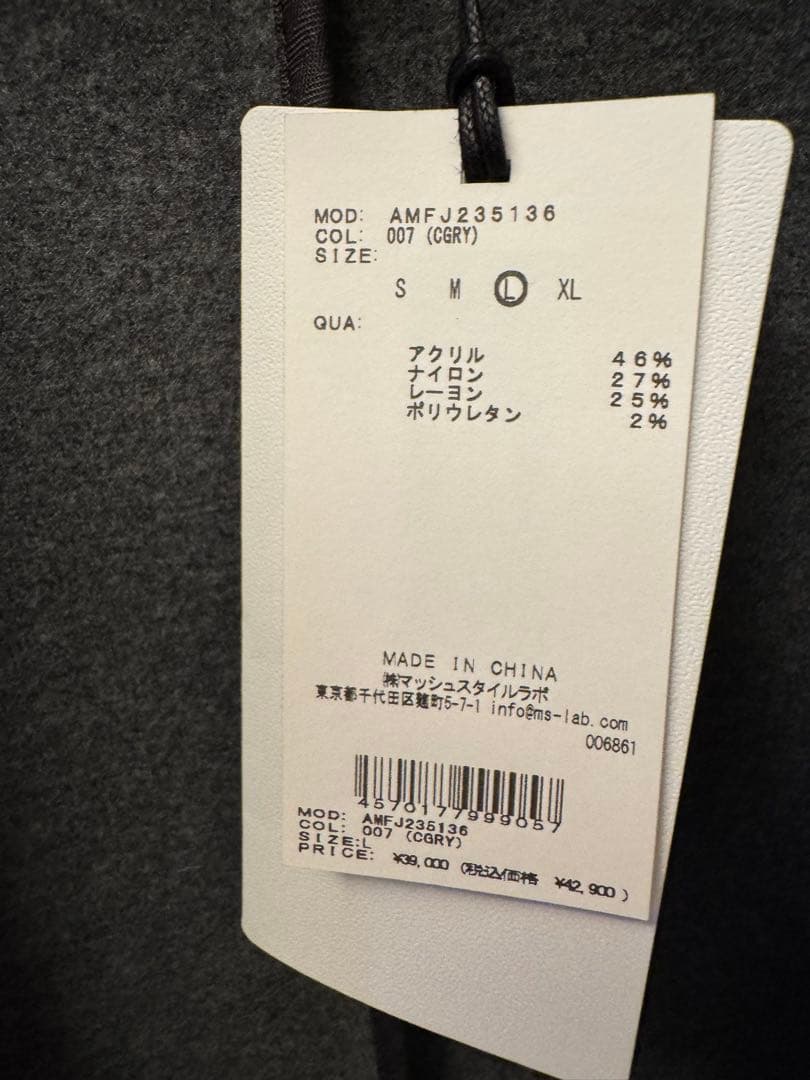 MOD: AMFJ235136
COL: 007 (CGRY)
SIZE:
S M L XL
QUA:
アクリル 46%
ナイロン 27%
レーヨン 25%
ポリウレタン 2%
MADE IN CHINA
㈱マッシュスタイルラボ
東京都千代田区麹町5-7-1 info@ms-lab.com
006861
4570177999057
MOD: AMFJ235136
COL: 007 (CGRY)
SIZE:L
PRICE: ¥39,000 (税込価格 ¥42,900)